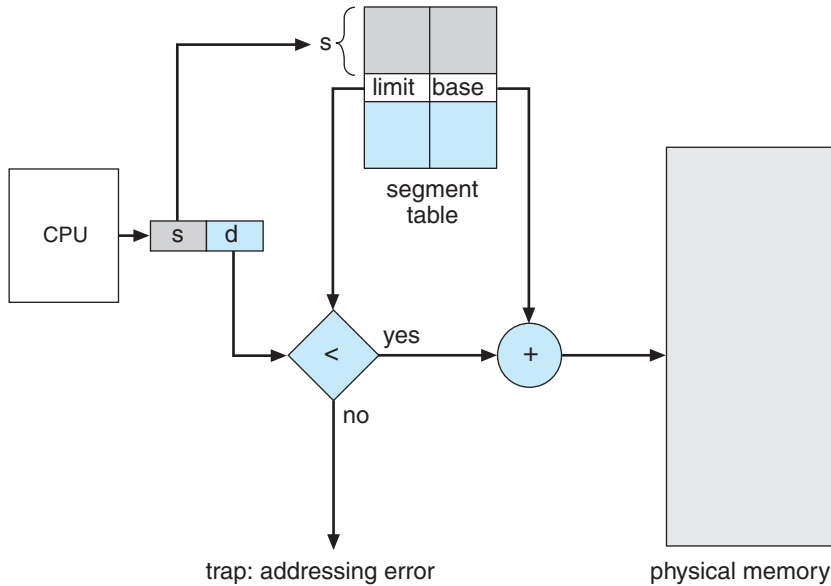 s
limit base
segment
table
CPU
s d
<
yes
+
no
trap: addressing error
physical memory